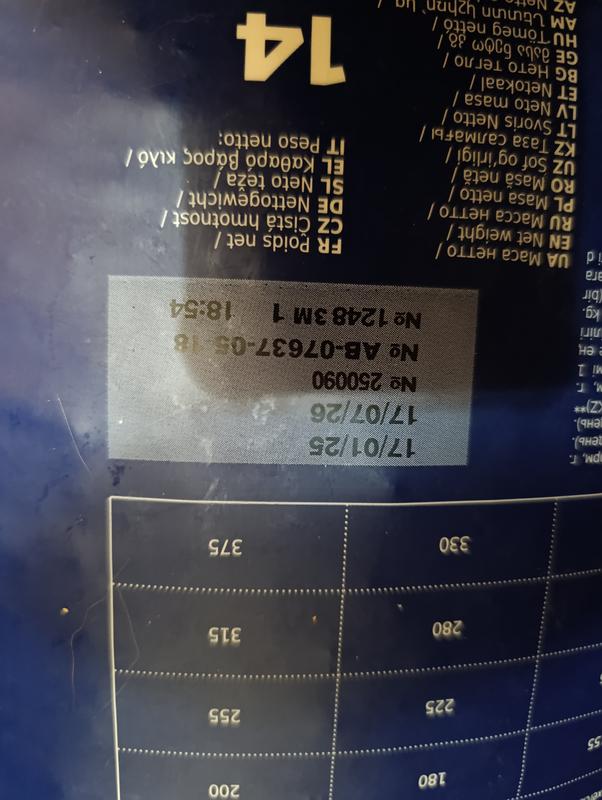 180 200
225 255
280 315
330 375
17/01/25
17/07/26
№ 250090
№ AB-07637-05-18
№ 1248 3M 1 18:54
UA Маса нетто /
EN Net weight /
RU Масса нетто /
PL Masa netto /
RO Masă netă /
UZ Sof og'irligi /
KZ Таза салмағы /
LT Svoris Netto /
LV Neto masa /
ET Netokaal /
BG Нето тегло /
GE
HU Tömeg nettó /
AM
AZ
FR Poids net /
CZ Čistá hmotnost /
DE Nettogewicht /
SL Neto teža /
EL Καθαρό βάρος κιλό /
IT Peso netto:
14